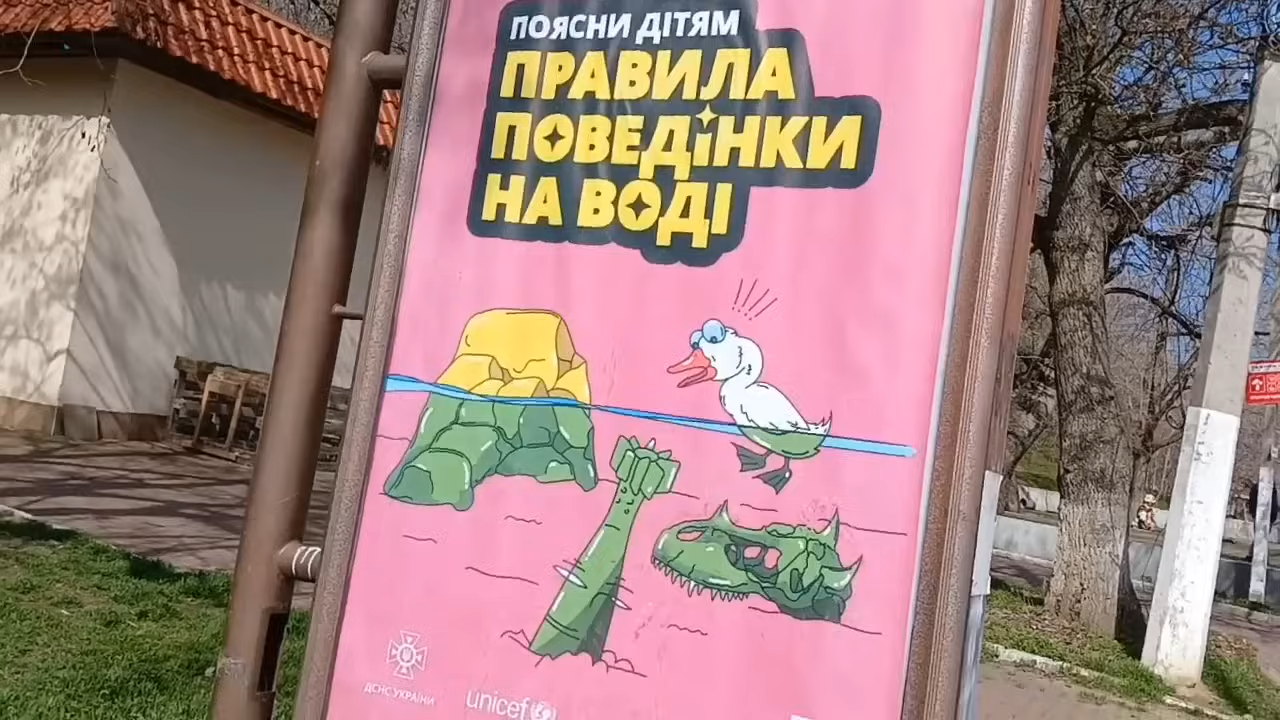 ПОЯСНИ ДІТЯМ
ПРАВИЛА
ПОВЕДІНКИ
НА ВОДІ
ДСНС УКРАЇНИ
unicef